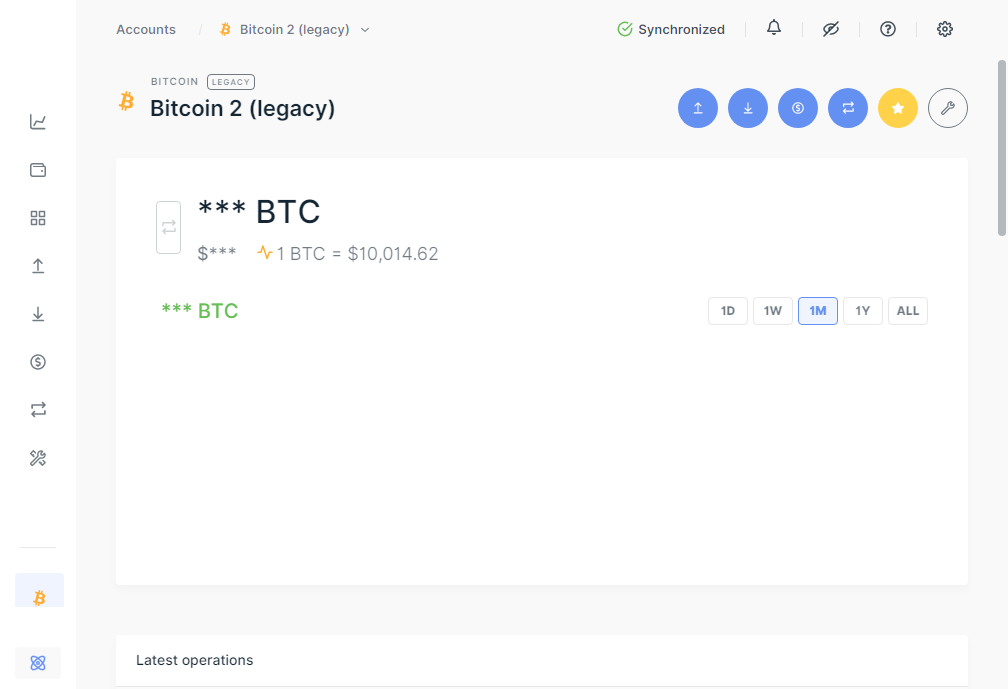 Accounts / Bitcoin 2 (legacy)
Synchronized
BITCOIN LEGACY
Bitcoin 2 (legacy)
*** BTC
$*** 1 BTC = $10,014.62
*** BTC
1D 1W 1M 1Y ALL
Latest operations